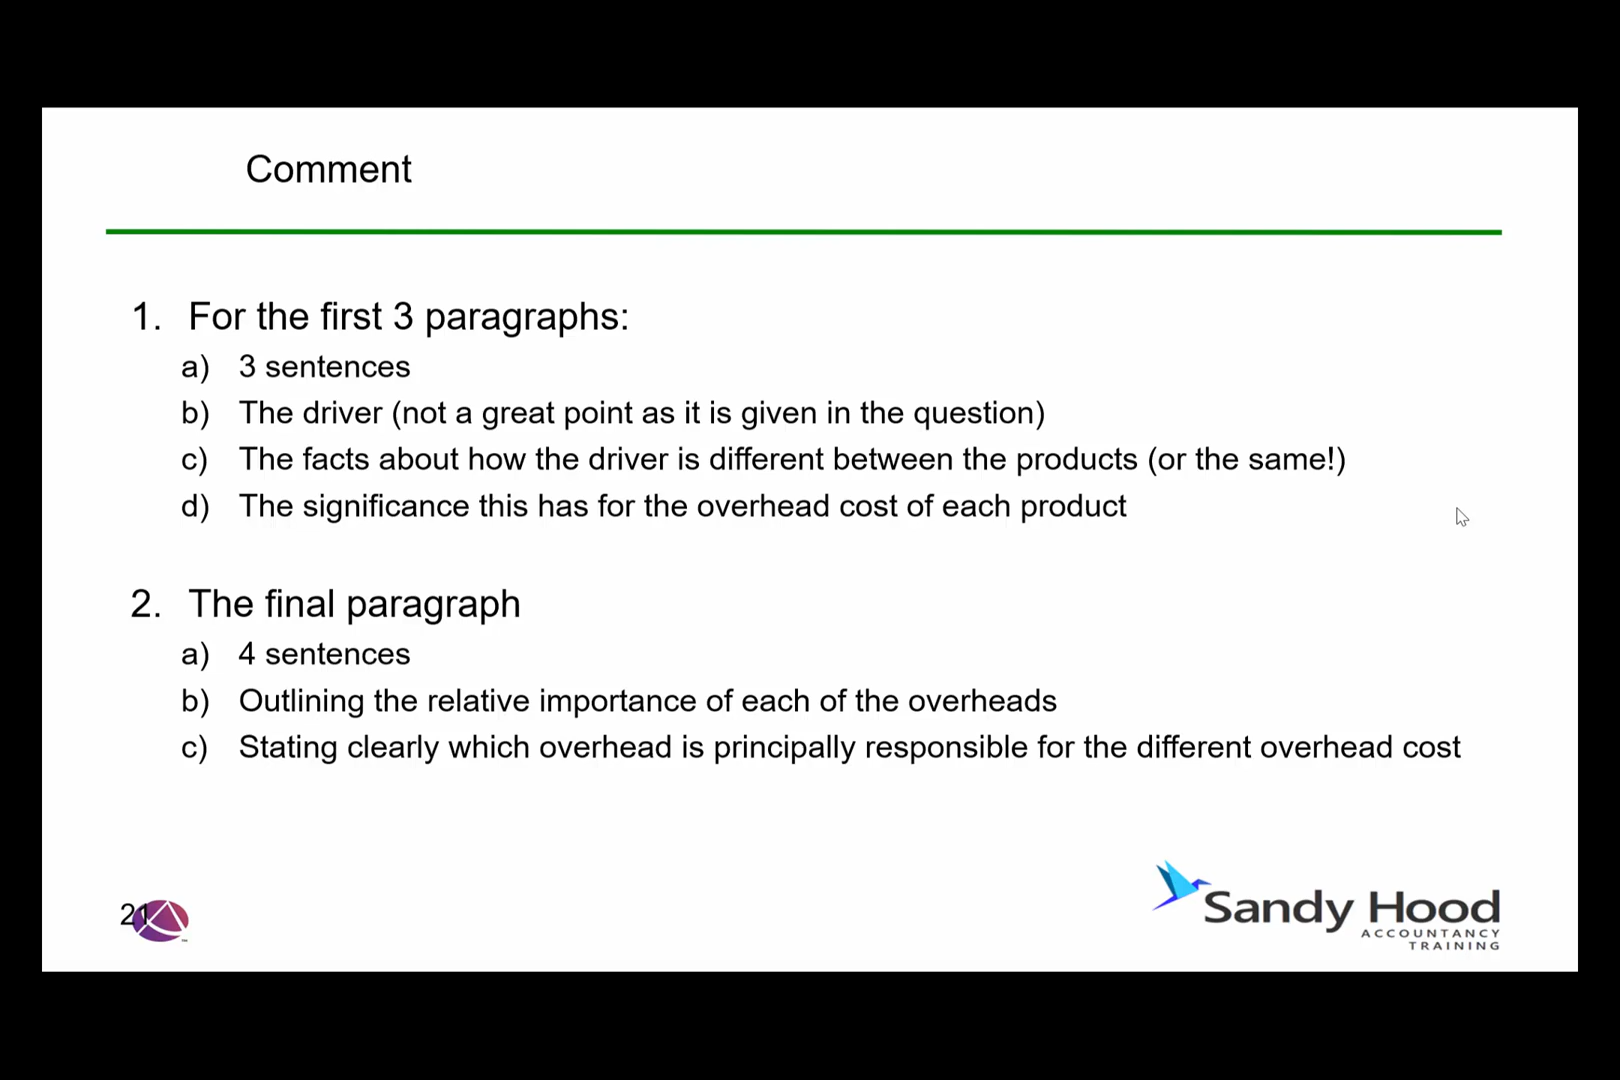 Comment
1. For the first 3 paragraphs:
a) 3 sentences
b) The driver (not a great point as it is given in the question)
c) The facts about how the driver is different between the products (or the same!)
d) The significance this has for the overhead cost of each product
2. The final paragraph
a) 4 sentences
b) Outlining the relative importance of each of the overheads
c) Stating clearly which overhead is principally responsible for the different overhead cost
21
Sandy Hood
ACCOUNTANCY
TRAINING